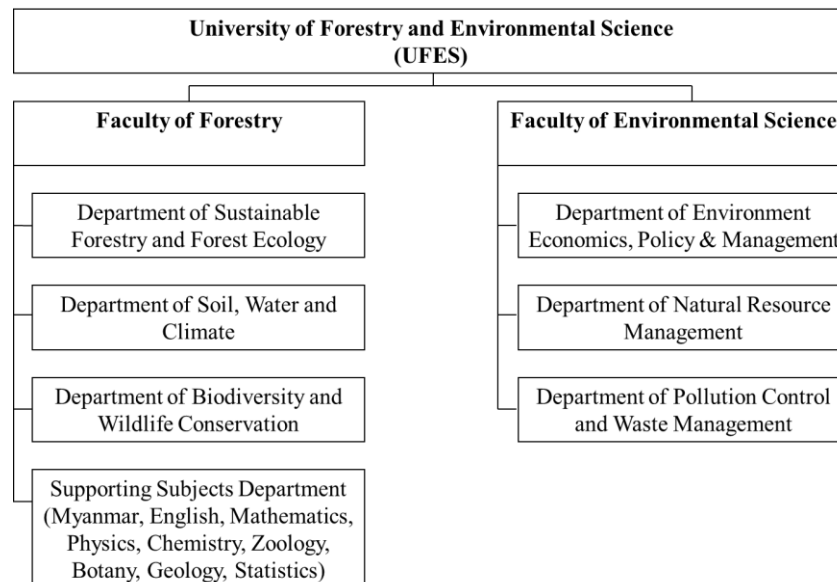 University of Forestry and Environmental Science
(UFES)
Faculty of Forestry
Department of Sustainable
Forestry and Forest Ecology
Department of Soil, Water and
Climate
Department of Biodiversity and
Wildlife Conservation
Supporting Subjects Department
(Myanmar, English, Mathematics,
Physics, Chemistry, Zoology,
Botany, Geology, Statistics)
Faculty of Environmental Science
Department of Environment
Economics, Policy & Management
Department of Natural Resource
Management
Department of Pollution Control
and Waste Management